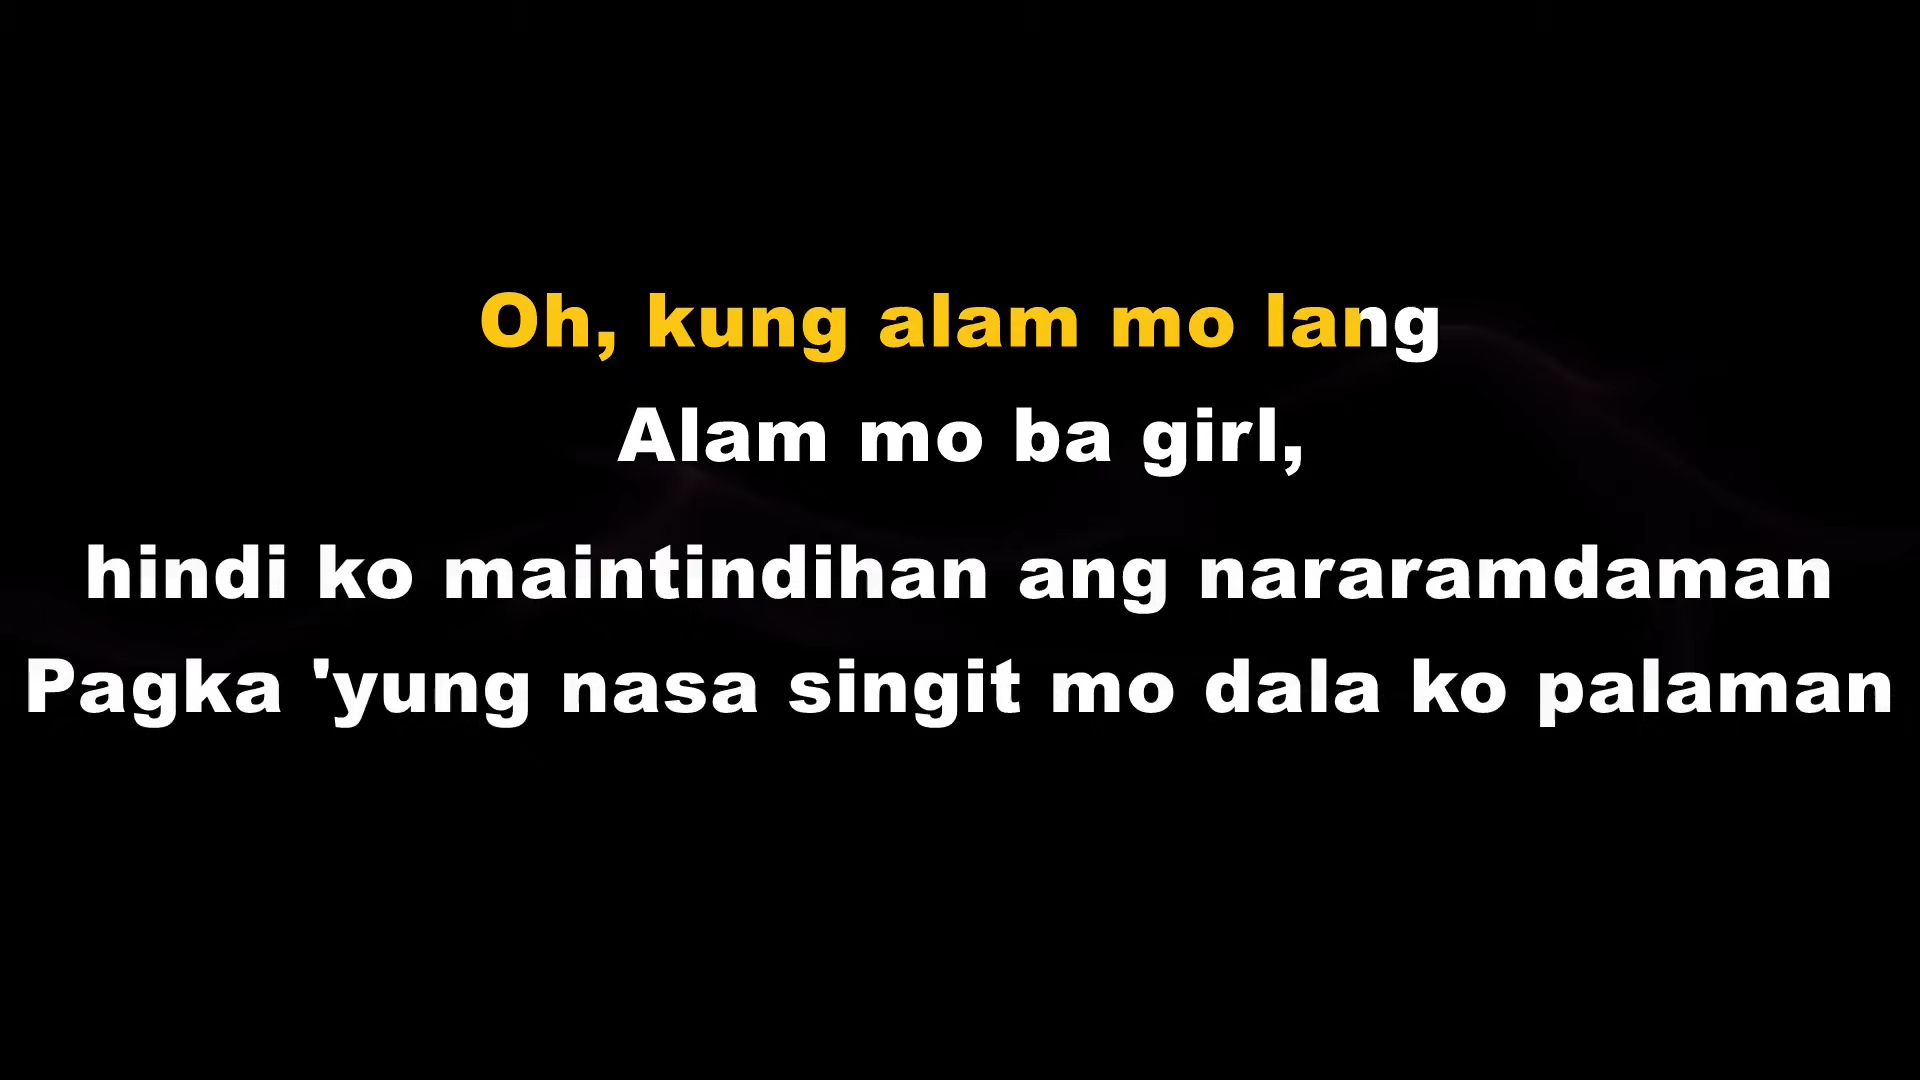 Oh, kung alam mo lang
Alam mo ba girl,
hindi ko maintindihan ang nararamdaman
Pagka 'yung nasa singit mo dala ko palaman